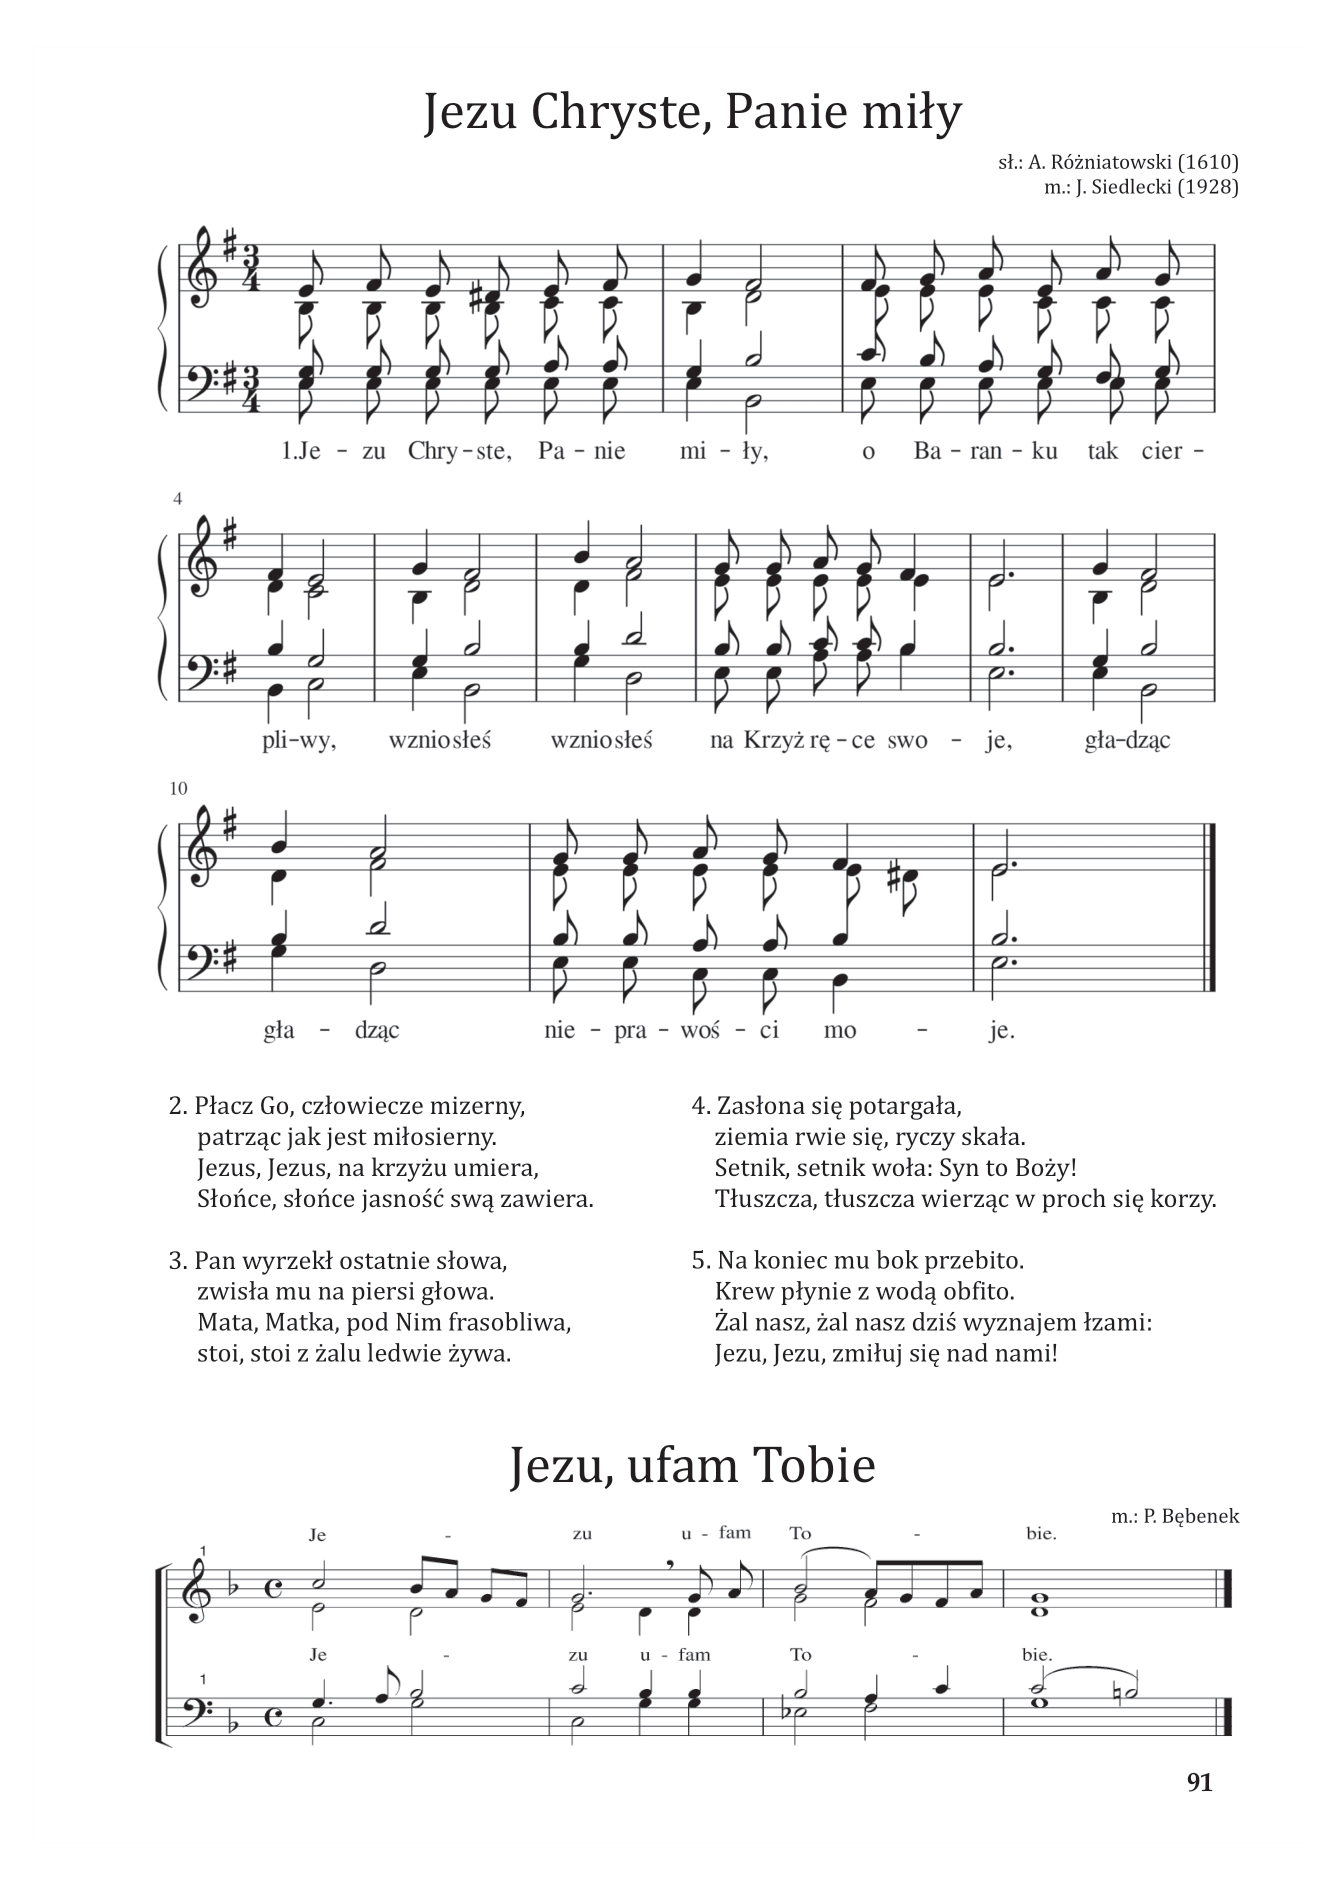 Jezu Chryste, Panie miły
sł.: A. Różniatowski (1610)
m.: J. Siedlecki (1928)
1.Je - zu Chry - ste, Pa - nie mi - ły, o Ba - ran - ku tak cier -
4
pli - wy, wzniosłeś wzniosłeś na Krzyż rę - ce swo - je, gła - dząc
10
gła - dząc nie - pra - woś - ci mo - je.
2. Płacz Go, człowiecze mizerny,
patrząc jak jest miłosierny.
Jezus, Jezus, na krzyżu umiera,
Słońce, słońce jasność swą zawiera.
3. Pan wyrzekł ostatnie słowa,
zwisła mu na piersi głowa.
Mata, Matka, pod Nim frasobliwa,
stoi, stoi z żalu ledwie żywa.
4. Zasłona się potargała,
ziemia rwie się, ryczy skała.
Setnik, setnik woła: Syn to Boży!
Tłuszcza, tłuszcza wierząc w proch się korzy.
5. Na koniec mu bok przebito.
Krew płynie z wodą obfito.
Żal nasz, żal nasz dziś wyznajem łzami:
Jezu, Jezu, zmiłuj się nad nami!
Jezu, ufam Tobie
m.: P. Bębenek
Je - zu u - fam To - bie.
1
Je - zu u - fam To - bie.
1
91